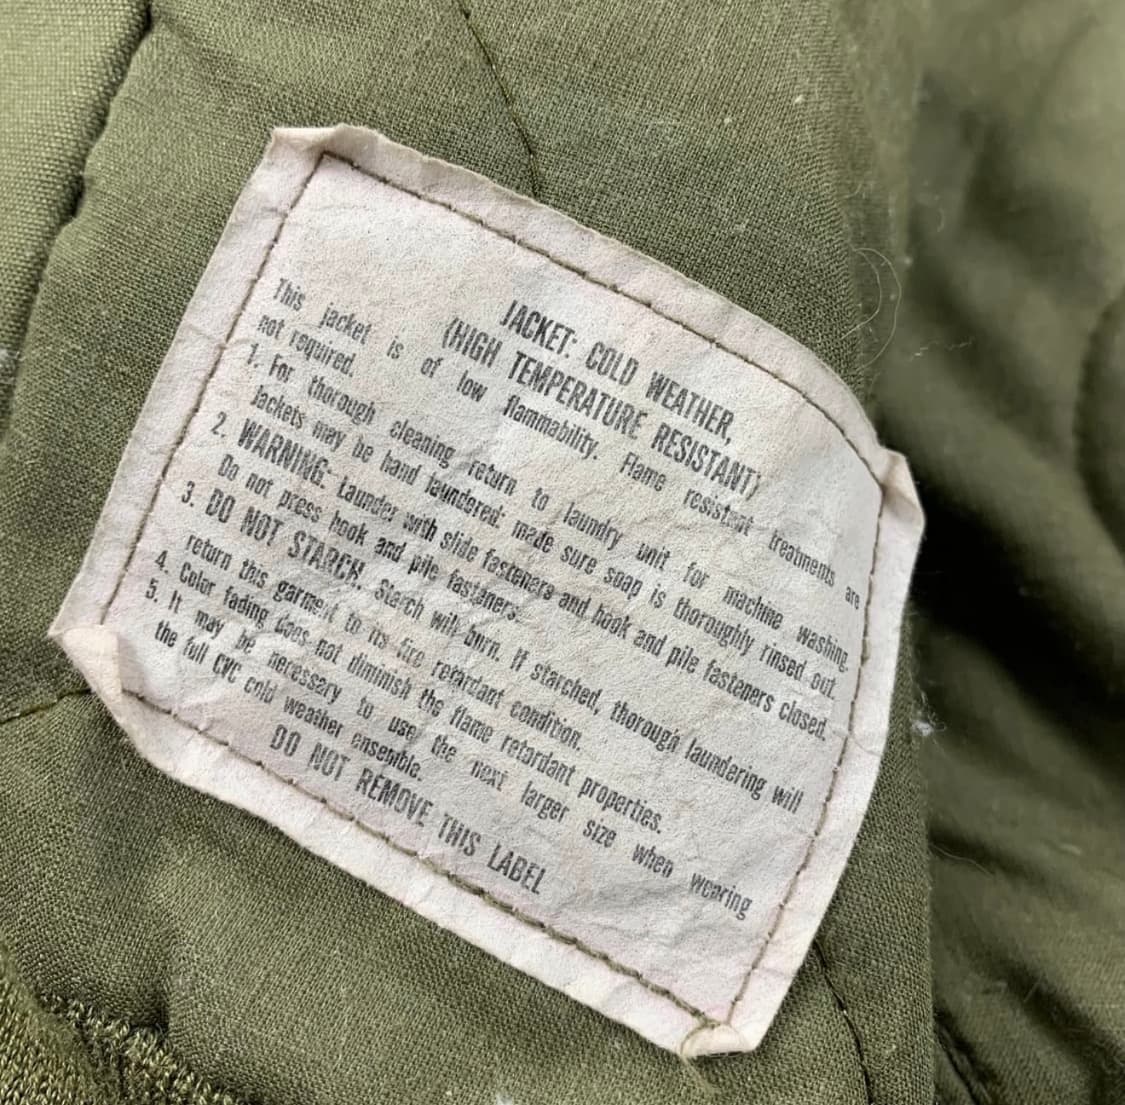 JACKET: COLD WEATHER,
(HIGH TEMPERATURE RESISTANT)
This jacket is of low flammability. Flame resistant treatments are
not required.
1. For thorough cleaning return to laundry unit for machine washing.
Jackets may be hand laundered: made sure soap is thoroughly rinsed out.
2. WARNING: Launder with slide fasteners and hook and pile fasteners closed.
Do not press hook and pile fasteners.
3. DO NOT STARCH. Starch will burn. If starched, thorough laundering will
return this garment to its fire retardant condition.
4. Color fading does not diminish the flame retardant properties.
5. It may be necessary to use the next larger size when wearing
the full CVC cold weather ensemble.
DO NOT REMOVE THIS LABEL